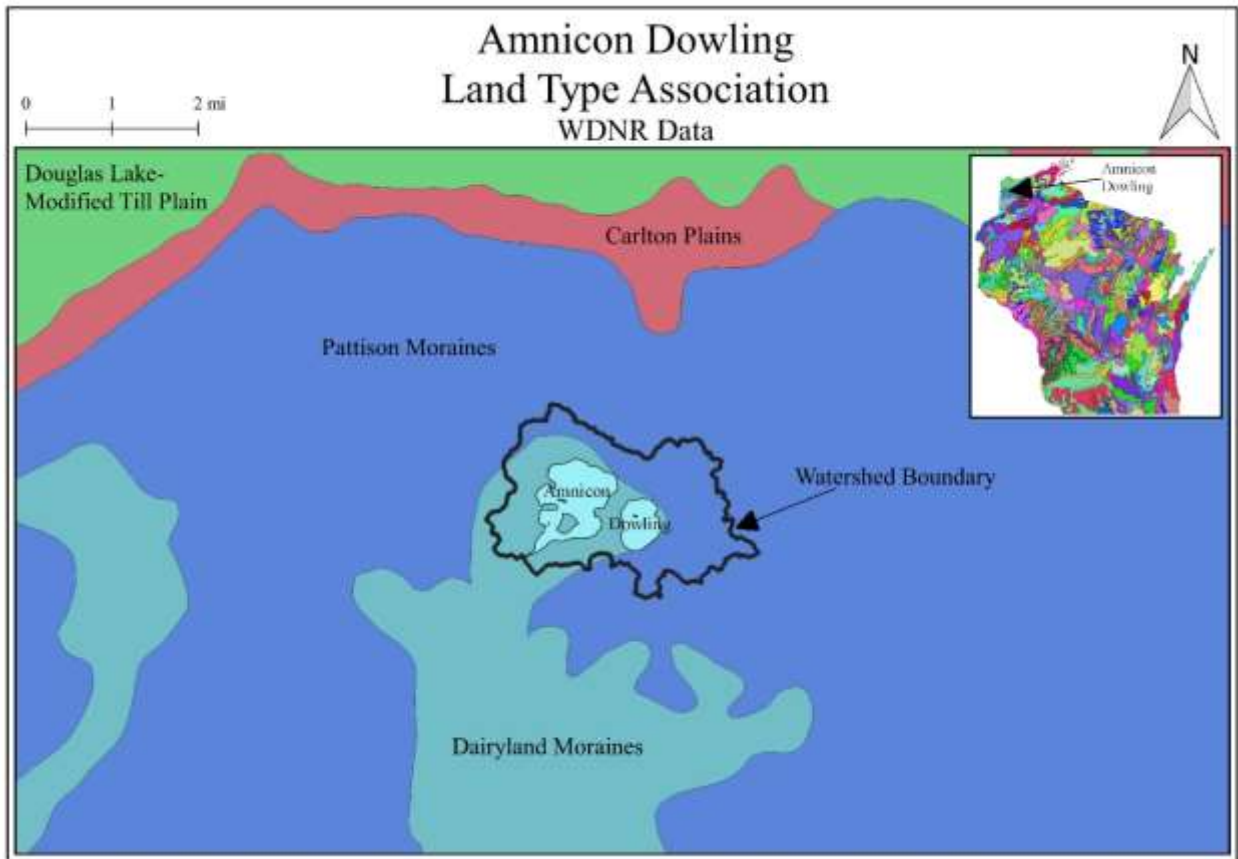 Amnicon Dowling
Land Type Association
WDNR Data
0 1 2 mi
N
Douglas Lake-
Modified Till Plain
Amnicon
Dowling
Carlton Plains
Pattison Moraines
Watershed Boundary
Amnicon
Dowling
Dairyland Moraines